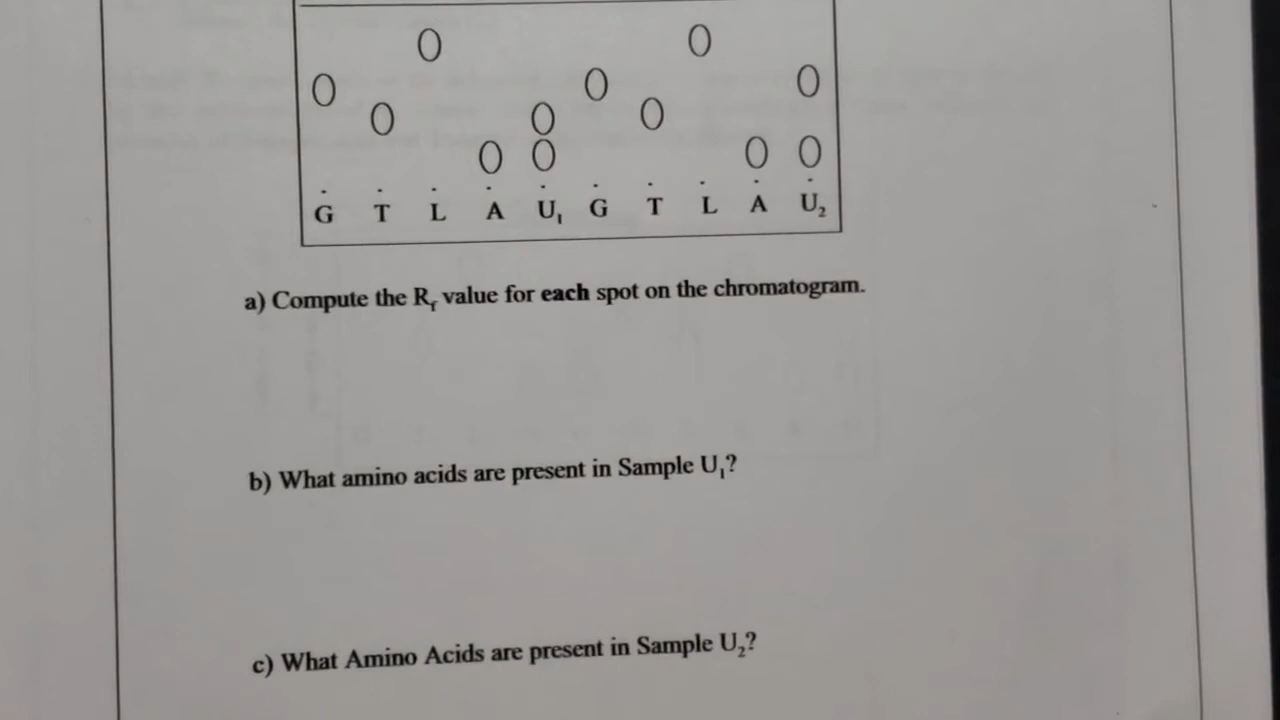 G T L A U₁ G T L A U₂
a) Compute the Rf value for each spot on the chromatogram.
b) What amino acids are present in Sample U₁?
c) What Amino Acids are present in Sample U₂?